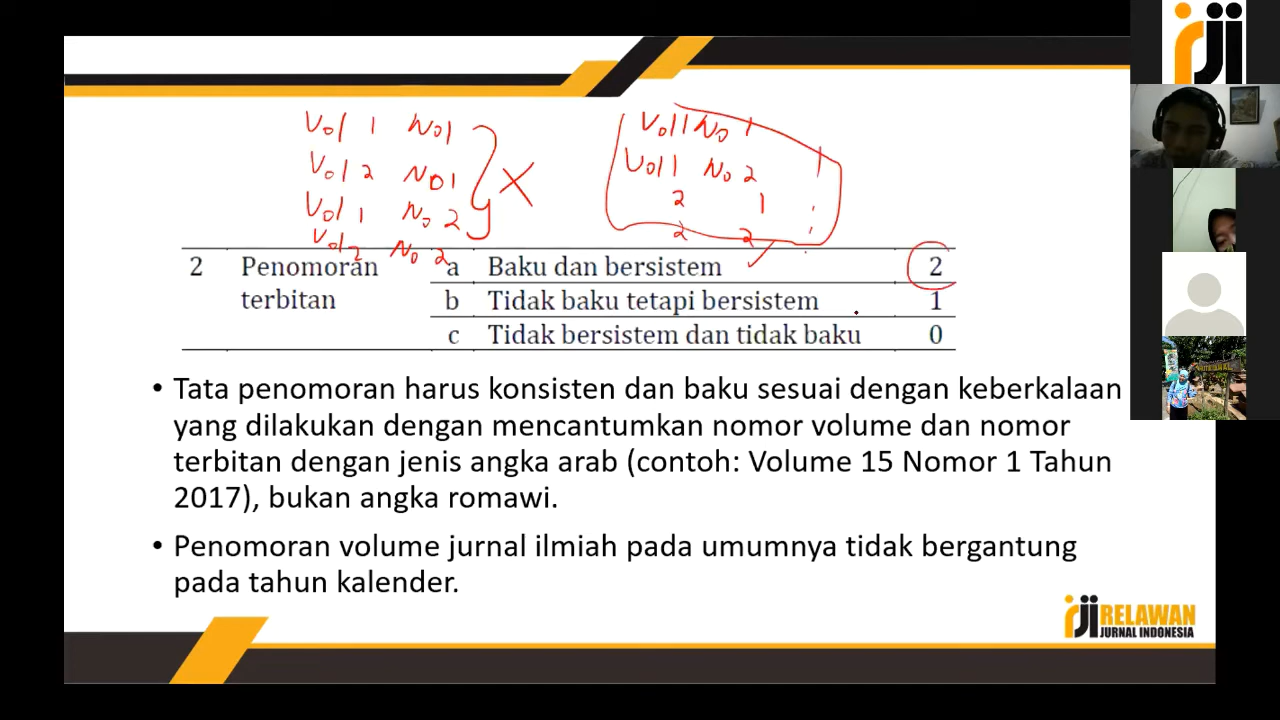 rji
Vol 1 No 1
Vol 2 No 1
Vol 1 No 2
Vol 2 No 2
X
Vol 1 No 1
Vol 1 No 2
2 1
2 2
2 Penomoran terbitan a Baku dan bersistem 2
b Tidak baku tetapi bersistem 1
c Tidak bersistem dan tidak baku 0
• Tata penomoran harus konsisten dan baku sesuai dengan keberkalaan
yang dilakukan dengan mencantumkan nomor volume dan nomor
terbitan dengan jenis angka arab (contoh: Volume 15 Nomor 1 Tahun
2017), bukan angka romawi.
• Penomoran volume jurnal ilmiah pada umumnya tidak bergantung
pada tahun kalender.
rji RELAWAN
JURNAL INDONESIA